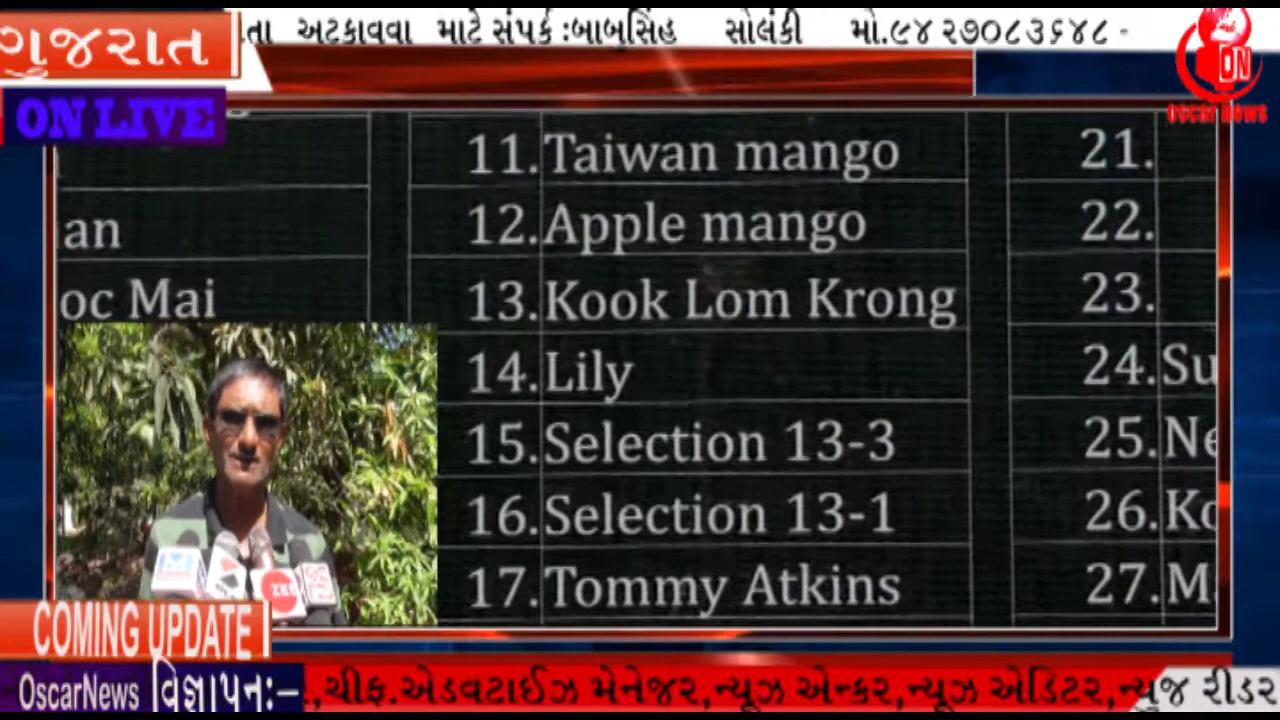 અટકાવવા માટે સંપર્ક :બાબુસિંહ સોલંકી મો.૯૪૨૭૦૮૩૬૪૮ -
ગુજરાત
ON
Oscar News
ON LIVE
11. Taiwan mango
21.
an
12. Apple mango
22.
oc Mai
13. Kook Lom Krong
23.
14. Lily
24. Su
15. Selection 13-3
25. Ne
16. Selection 13-1
26. Ko
17. Tommy Atkins
27. M
ZEE
COMING UPDATE
OscarNews વિજ્ઞાપન:–
,ચીફ.એડવટાઈઝ મેનેજર,ન્યૂઝ એન્કર,ન્યૂઝ એડિટર,ન્યુજ રીડર